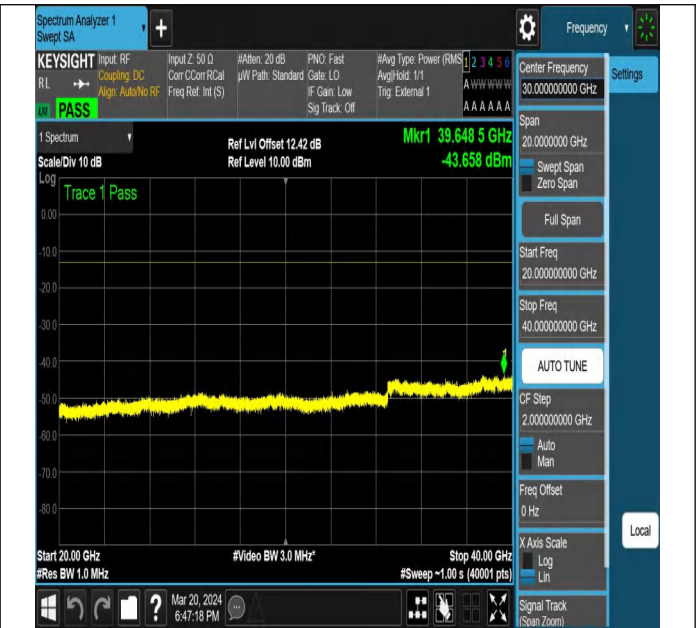 Spectrum Analyzer 1
Swept SA
+
Frequency
KEYSIGHT
RL
PASS
Input: RF
Coupling: DC
Align: Auto/No RF
Input Z: 50 Ω
Corr CCorr RCal
Freq Ref: Int (S)
#Atten: 20 dB
µW Path: Standard
PNO: Fast
Gate: LO
IF Gain: Low
Sig Track: Off
#Avg Type: Power (RMS
Avg|Hold: 1/1
Trig: External 1
1 2 3 4 5 6
A W W W W W
A A A A A A
Center Frequency
30.000000000 GHz
Settings
1 Spectrum
Scale/Div 10 dB
Ref Lvl Offset 12.42 dB
Ref Level 10.00 dBm
Mkr1 39.648 5 GHz
-43.658 dBm
Span
20.0000000 GHz
Swept Span
Zero Span
Log
Trace 1 Pass
0.00
-10.0
-20.0
-30.0
-40.0
-50.0
-60.0
-70.0
-80.0
1
Full Span
Start Freq
20.000000000 GHz
Stop Freq
40.000000000 GHz
AUTO TUNE
CF Step
2.000000000 GHz
Auto
Man
Freq Offset
0 Hz
X Axis Scale
Log
Lin
Local
Signal Track
(Span Zoom)
Start 20.00 GHz
#Res BW 1.0 MHz
#Video BW 3.0 MHz*
Stop 40.00 GHz
#Sweep ~1.00 s (40001 pts)
?
Mar 20, 2024
6:47:18 PM